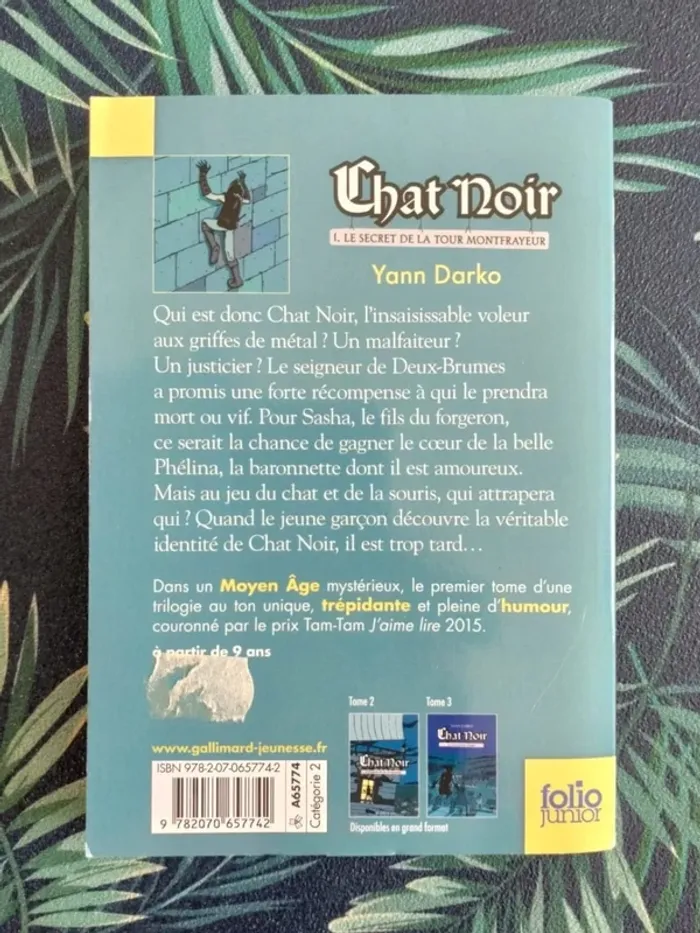 Chat Noir
1. LE SECRET DE LA TOUR MONTFRAYEUR
Yann Darko
Qui est donc Chat Noir, l'insaisissable voleur
aux griffes de métal ? Un malfaiteur ?
Un justicier ? Le seigneur de Deux-Brumes
a promis une forte récompense à qui le prendra
mort ou vif. Pour Sasha, le fils du forgeron,
ce serait la chance de gagner le cœur de la belle
Phélina, la baronnette dont il est amoureux.
Mais au jeu du chat et de la souris, qui attrapera
qui ? Quand le jeune garçon découvre la véritable
identité de Chat Noir, il est trop tard…
Dans un Moyen Âge mystérieux, le premier tome d'une
trilogie au ton unique, trépidante et pleine d'humour,
couronné par le prix Tam-Tam J'aime lire 2015.
à partir de 9 ans
Tome 2
Tome 3
Chat Noir
Chat Noir
Disponibles en grand format
www.gallimard-jeunesse.fr
ISBN 978-2-07-065774-2
9 782070 657742
A65774
Catégorie 2
folio
junior